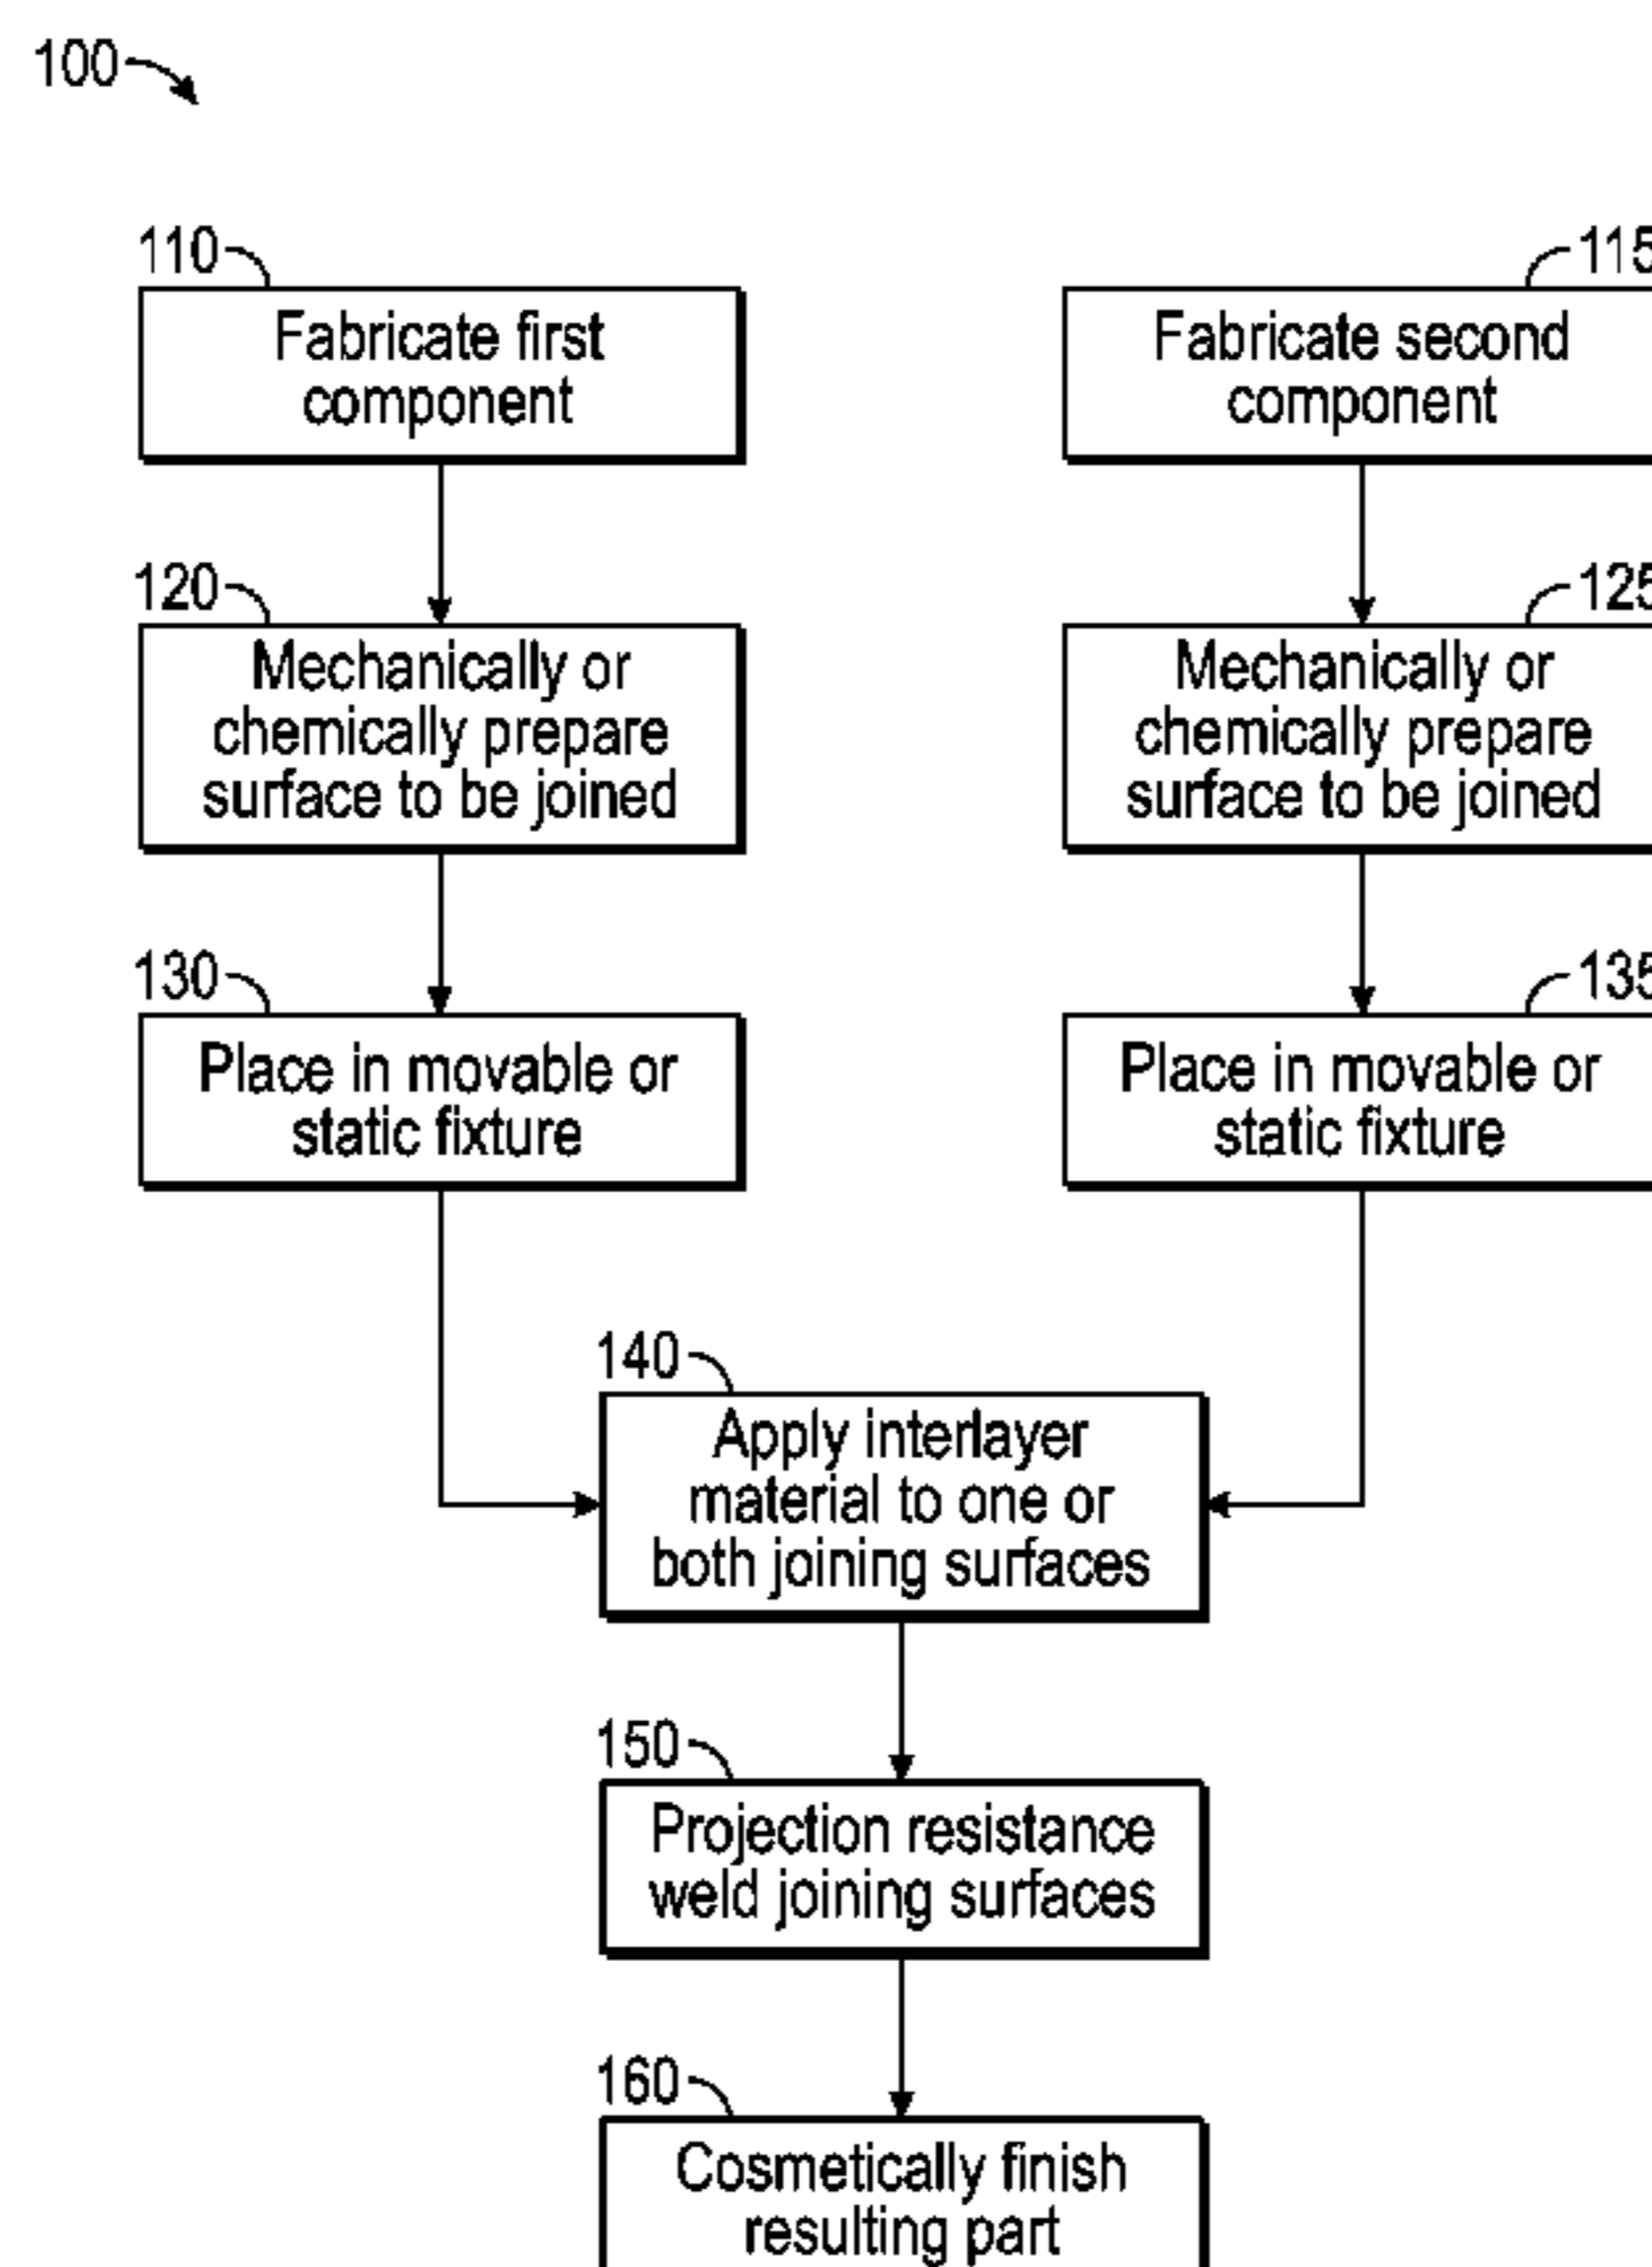 100
110
Fabricate first
component
115
Fabricate second
component
120
Mechanically or
chemically prepare
surface to be joined
125
Mechanically or
chemically prepare
surface to be joined
130
Place in movable or
static fixture
135
Place in movable or
static fixture
140
Apply interlayer
material to one or
both joining surfaces
150
Projection resistance
weld joining surfaces
160
Cosmetically finish
resulting part